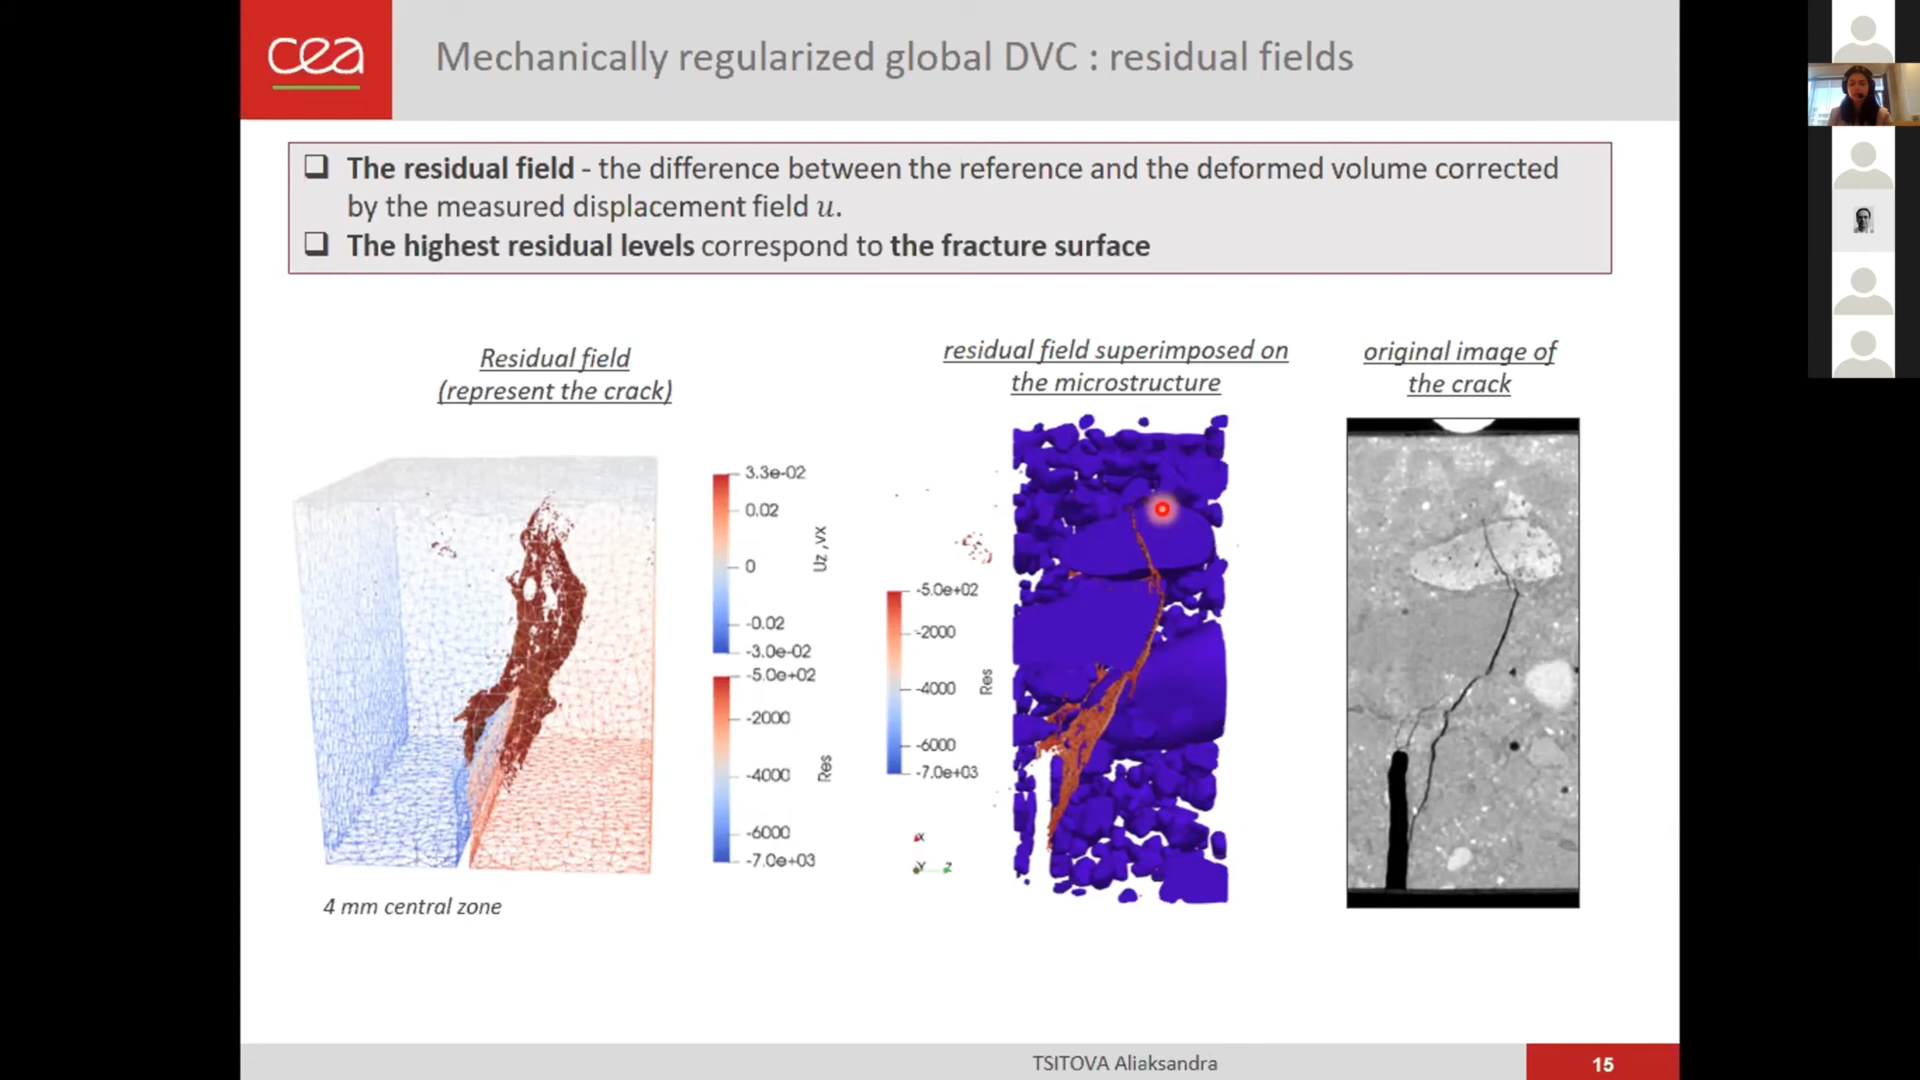 cea
Mechanically regularized global DVC : residual fields
The residual field - the difference between the reference and the deformed volume corrected
by the measured displacement field u.
The highest residual levels correspond to the fracture surface
Residual field
(represent the crack)
residual field superimposed on
the microstructure
original image of
the crack
3.3e-02
0.02
0
-0.02
-3.0e-02
Uz ,vx
-5.0e+02
-2000
-4000
-6000
-7.0e+03
Res
-5.0e+02
-2000
-4000
-6000
-7.0e+03
Res
X
Y
Z
4 mm central zone
TSITOVA Aliaksandra
15